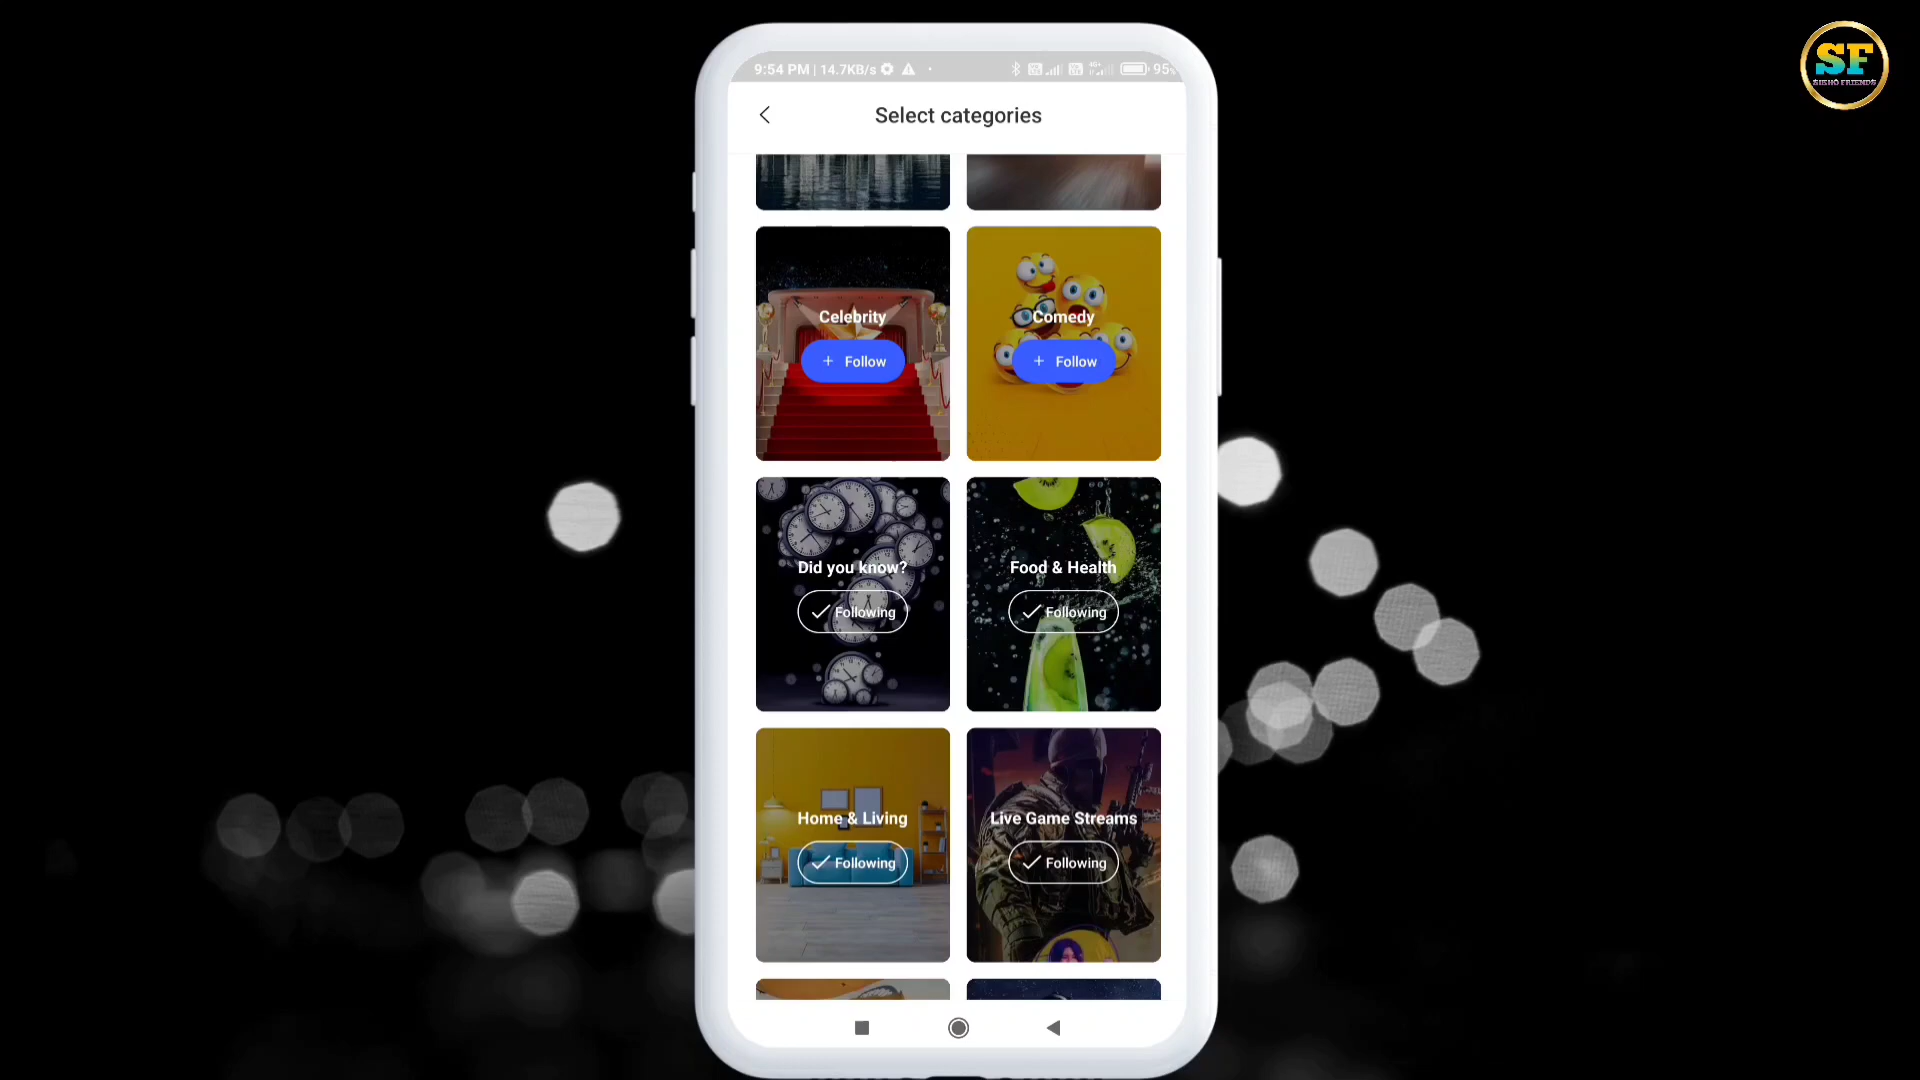 9:54 PM | 14.7KB/s
95%
SF
Select categories
Celebrity
Comedy
+ Follow
+ Follow
Did you know?
Food & Health
Following
Following
Home & Living
Live Game Streams
Following
Following